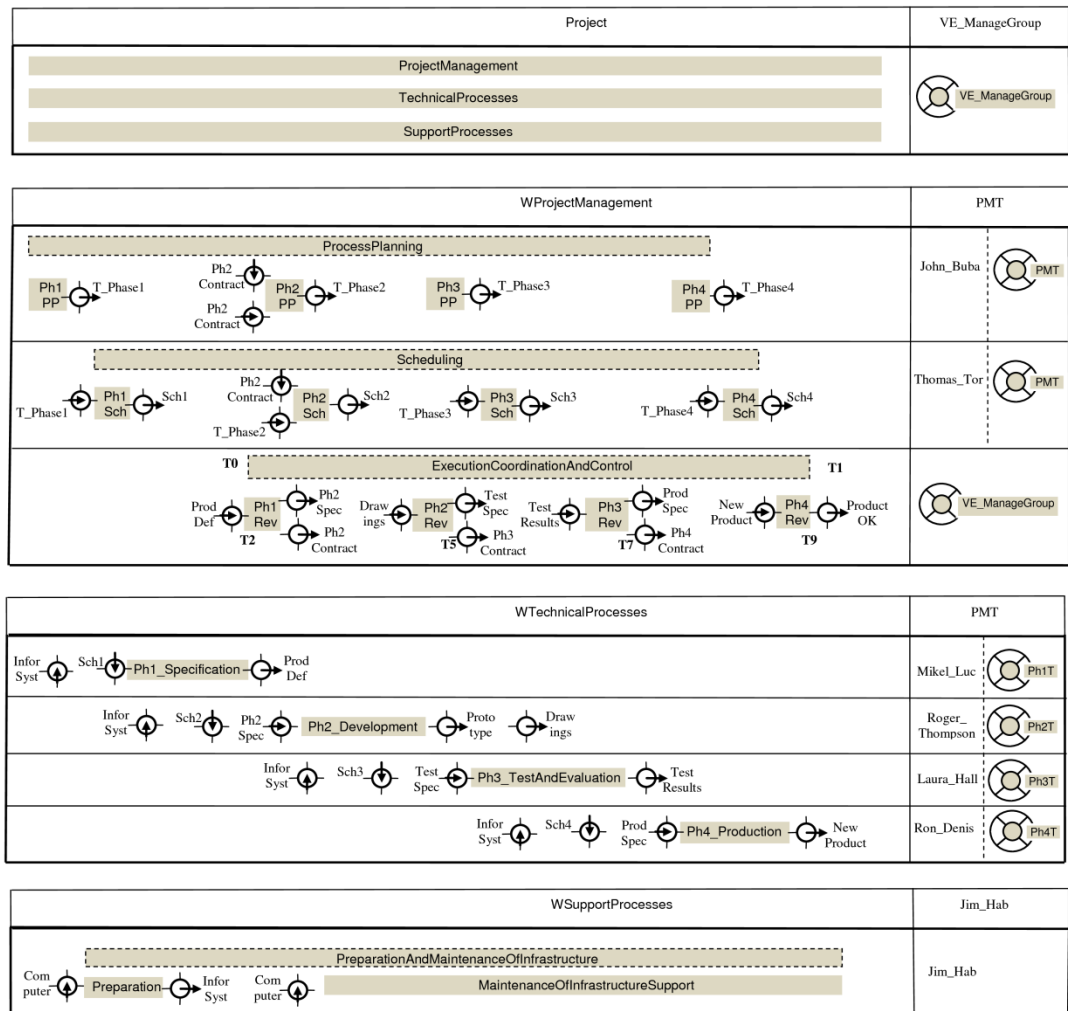 Project
VE_ManageGroup
ProjectManagement
TechnicalProcesses
SupportProcesses
VE_ManageGroup
WProjectManagement
PMT
ProcessPlanning
Ph1
PP
T_Phase1
Ph2
Contract
Ph2
Contract
Ph2
PP
T_Phase2
Ph3
PP
T_Phase3
Ph4
PP
T_Phase4
John_Buba
PMT
Scheduling
T_Phase1
Ph1
Sch
Sch1
Ph2
Contract
T_Phase2
Ph2
Sch
Sch2
T_Phase3
Ph3
Sch
Sch3
T_Phase4
Ph4
Sch
Sch4
Thomas_Tor
PMT
T0
ExecutionCoordinationAndControl
T1
Prod
Def
Ph1
Rev
T2
Ph2
Spec
Ph2
Contract
Draw
ings
Ph2
Rev
T5
Test
Spec
Ph3
Contract
Test
Results
Ph3
Rev
T7
Prod
Spec
Ph4
Contract
New
Product
Ph4
Rev
T9
Product
OK
VE_ManageGroup
WTechnicalProcesses
PMT
Infor
Syst
Sch1
Ph1_Specification
Prod
Def
Mikel_Luc
Ph1T
Infor
Syst
Sch2
Ph2
Spec
Ph2_Development
Proto
type
Draw
ings
Roger_
Thompson
Ph2T
Infor
Syst
Sch3
Test
Spec
Ph3_TestAndEvaluation
Test
Results
Laura_Hall
Ph3T
Infor
Syst
Sch4
Prod
Spec
Ph4_Production
New
Product
Ron_Denis
Ph4T
WSupportProcesses
Jim_Hab
PreparationAndMaintenanceOfInfrastructure
Com
puter
Preparation
Infor
Syst
Com
puter
MaintenanceOfInfrastructureSupport
Jim_Hab